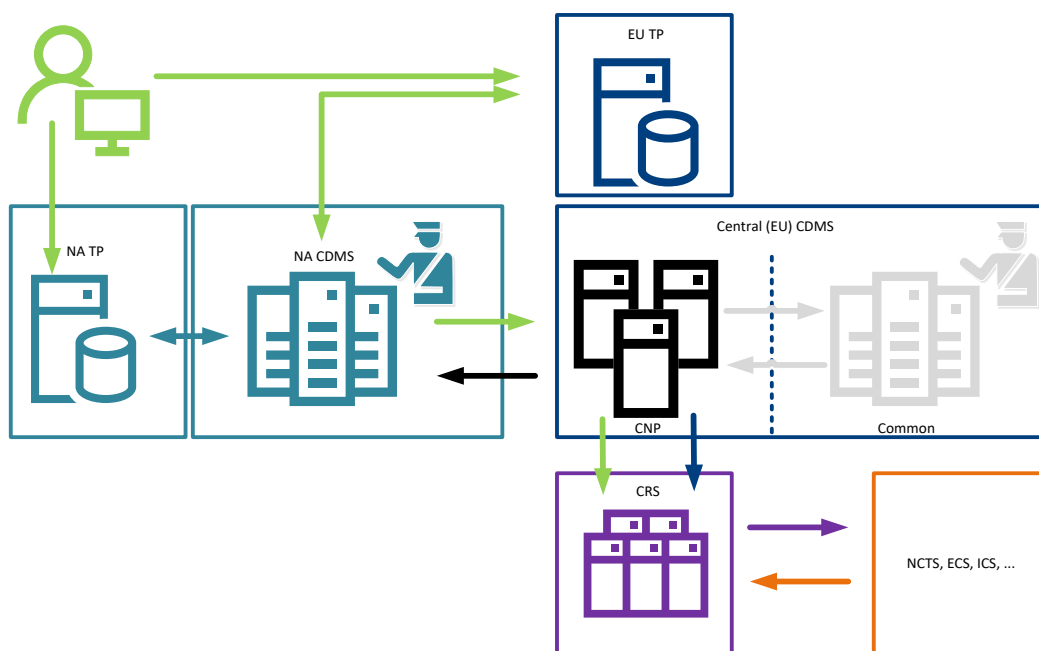 EU TP
NA TP
NA CDMS
Central (EU) CDMS
CNP
Common
CRS
NCTS, ECS, ICS, ...